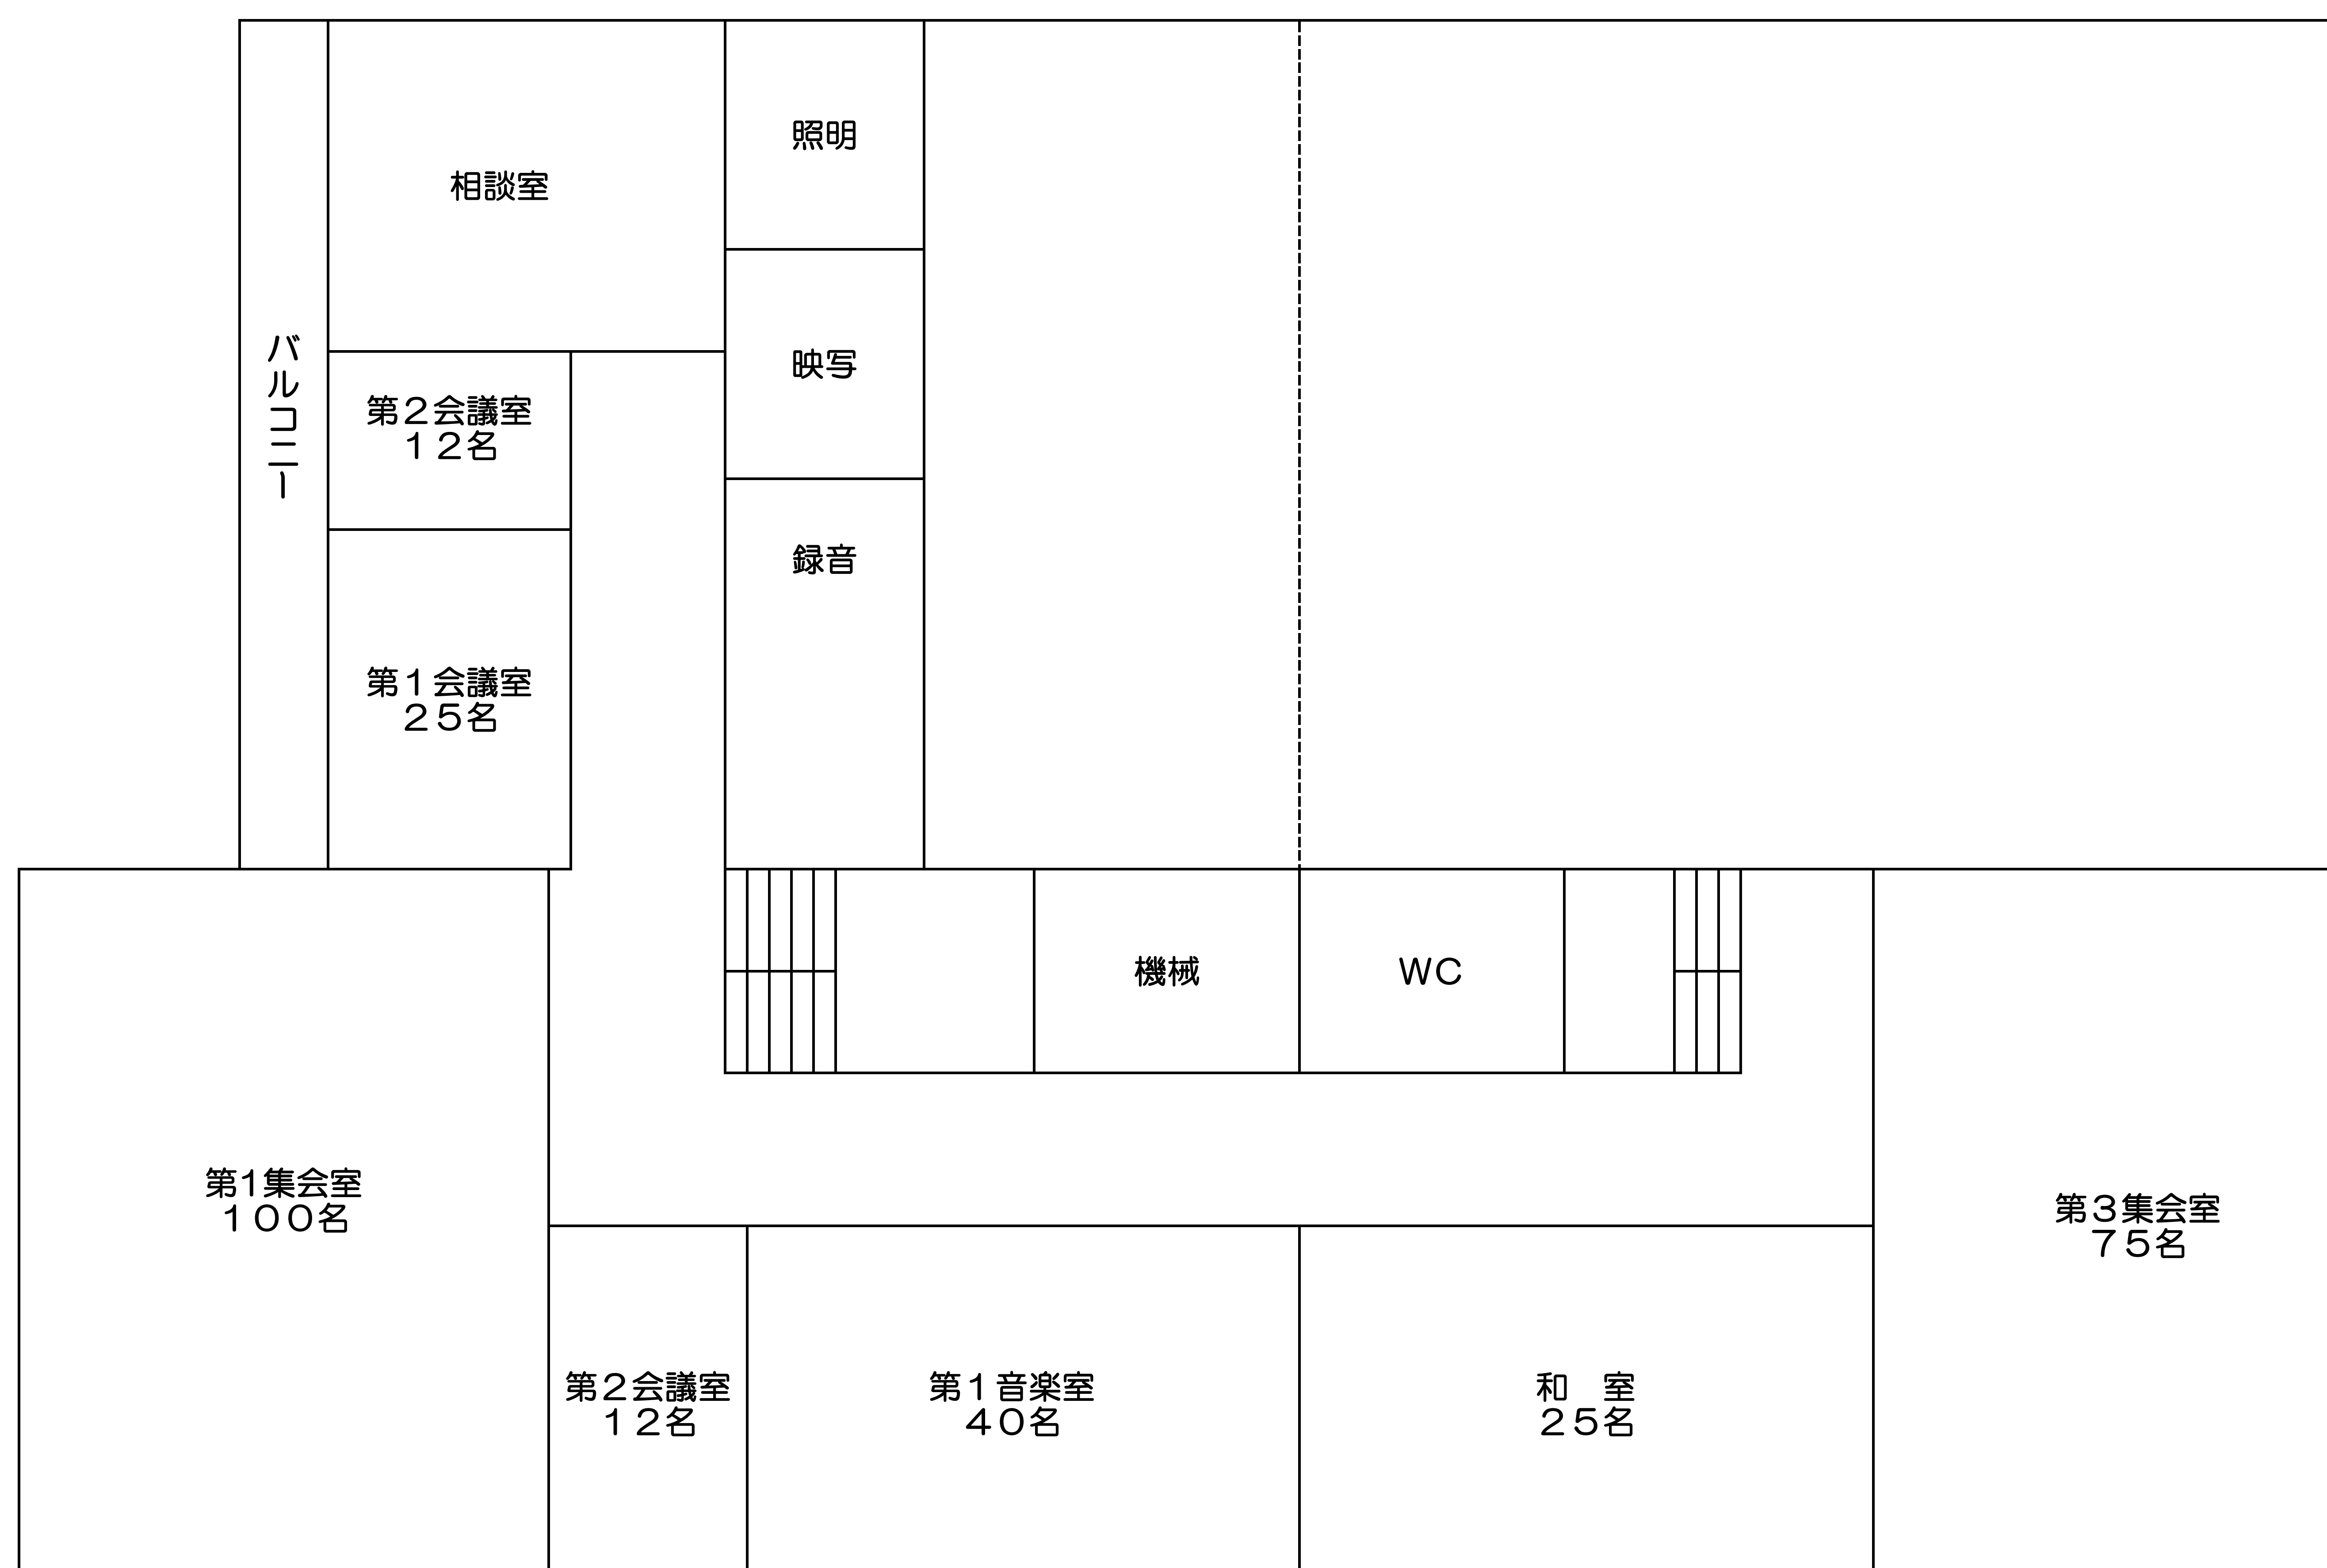 照明
相談室
バルコニー
映写
第２会議室
１２名
録音
第１会議室
２５名
機械
ＷＣ
第１集会室
１００名
第３集会室
７５名
第２会議室
１２名
第１音楽室
４０名
和　室
２５名